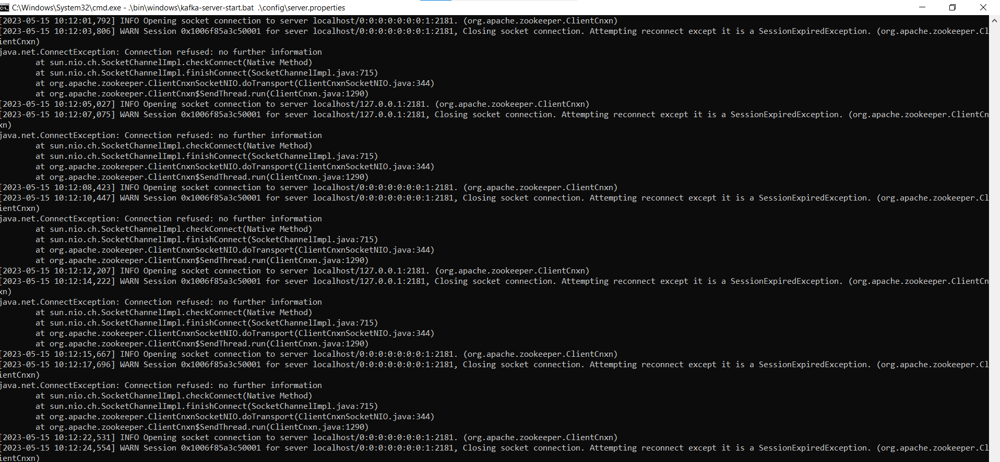 C:\Windows\System32\cmd.exe - .\bin\windows\kafka-server-start.bat .\config\server.properties
[2023-05-15 10:12:01,792] INFO Opening socket connection to server localhost/0:0:0:0:0:0:0:1:2181. (org.apache.zookeeper.ClientCnxn)
[2023-05-15 10:12:03,806] WARN Session 0x1006f85a3c50001 for sever localhost/0:0:0:0:0:0:0:1:2181, Closing socket connection. Attempting reconnect except it is a SessionExpiredException. (org.apache.zookeeper.Cl
ientCnxn)
java.net.ConnectException: Connection refused: no further information
at sun.nio.ch.SocketChannelImpl.checkConnect(Native Method)
at sun.nio.ch.SocketChannelImpl.finishConnect(SocketChannelImpl.java:715)
at org.apache.zookeeper.ClientCnxnSocketNIO.doTransport(ClientCnxnSocketNIO.java:344)
at org.apache.zookeeper.ClientCnxn$SendThread.run(ClientCnxn.java:1290)
[2023-05-15 10:12:05,027] INFO Opening socket connection to server localhost/127.0.0.1:2181. (org.apache.zookeeper.ClientCnxn)
[2023-05-15 10:12:07,075] WARN Session 0x1006f85a3c50001 for sever localhost/127.0.0.1:2181, Closing socket connection. Attempting reconnect except it is a SessionExpiredException. (org.apache.zookeeper.ClientCn
xn)
java.net.ConnectException: Connection refused: no further information
at sun.nio.ch.SocketChannelImpl.checkConnect(Native Method)
at sun.nio.ch.SocketChannelImpl.finishConnect(SocketChannelImpl.java:715)
at org.apache.zookeeper.ClientCnxnSocketNIO.doTransport(ClientCnxnSocketNIO.java:344)
at org.apache.zookeeper.ClientCnxn$SendThread.run(ClientCnxn.java:1290)
[2023-05-15 10:12:08,423] INFO Opening socket connection to server localhost/0:0:0:0:0:0:0:1:2181. (org.apache.zookeeper.ClientCnxn)
[2023-05-15 10:12:10,447] WARN Session 0x1006f85a3c50001 for sever localhost/0:0:0:0:0:0:0:1:2181, Closing socket connection. Attempting reconnect except it is a SessionExpiredException. (org.apache.zookeeper.Cl
ientCnxn)
java.net.ConnectException: Connection refused: no further information
at sun.nio.ch.SocketChannelImpl.checkConnect(Native Method)
at sun.nio.ch.SocketChannelImpl.finishConnect(SocketChannelImpl.java:715)
at org.apache.zookeeper.ClientCnxnSocketNIO.doTransport(ClientCnxnSocketNIO.java:344)
at org.apache.zookeeper.ClientCnxn$SendThread.run(ClientCnxn.java:1290)
[2023-05-15 10:12:12,207] INFO Opening socket connection to server localhost/127.0.0.1:2181. (org.apache.zookeeper.ClientCnxn)
[2023-05-15 10:12:14,222] WARN Session 0x1006f85a3c50001 for sever localhost/127.0.0.1:2181, Closing socket connection. Attempting reconnect except it is a SessionExpiredException. (org.apache.zookeeper.ClientCn
xn)
java.net.ConnectException: Connection refused: no further information
at sun.nio.ch.SocketChannelImpl.checkConnect(Native Method)
at sun.nio.ch.SocketChannelImpl.finishConnect(SocketChannelImpl.java:715)
at org.apache.zookeeper.ClientCnxnSocketNIO.doTransport(ClientCnxnSocketNIO.java:344)
at org.apache.zookeeper.ClientCnxn$SendThread.run(ClientCnxn.java:1290)
[2023-05-15 10:12:15,667] INFO Opening socket connection to server localhost/0:0:0:0:0:0:0:1:2181. (org.apache.zookeeper.ClientCnxn)
[2023-05-15 10:12:17,696] WARN Session 0x1006f85a3c50001 for sever localhost/0:0:0:0:0:0:0:1:2181, Closing socket connection. Attempting reconnect except it is a SessionExpiredException. (org.apache.zookeeper.Cl
ientCnxn)
java.net.ConnectException: Connection refused: no further information
at sun.nio.ch.SocketChannelImpl.checkConnect(Native Method)
at sun.nio.ch.SocketChannelImpl.finishConnect(SocketChannelImpl.java:715)
at org.apache.zookeeper.ClientCnxnSocketNIO.doTransport(ClientCnxnSocketNIO.java:344)
at org.apache.zookeeper.ClientCnxn$SendThread.run(ClientCnxn.java:1290)
[2023-05-15 10:12:22,531] INFO Opening socket connection to server localhost/0:0:0:0:0:0:0:1:2181. (org.apache.zookeeper.ClientCnxn)
[2023-05-15 10:12:24,554] WARN Session 0x1006f85a3c50001 for sever localhost/0:0:0:0:0:0:0:1:2181, Closing socket connection. Attempting reconnect except it is a SessionExpiredException. (org.apache.zookeeper.Cl
ientCnxn)